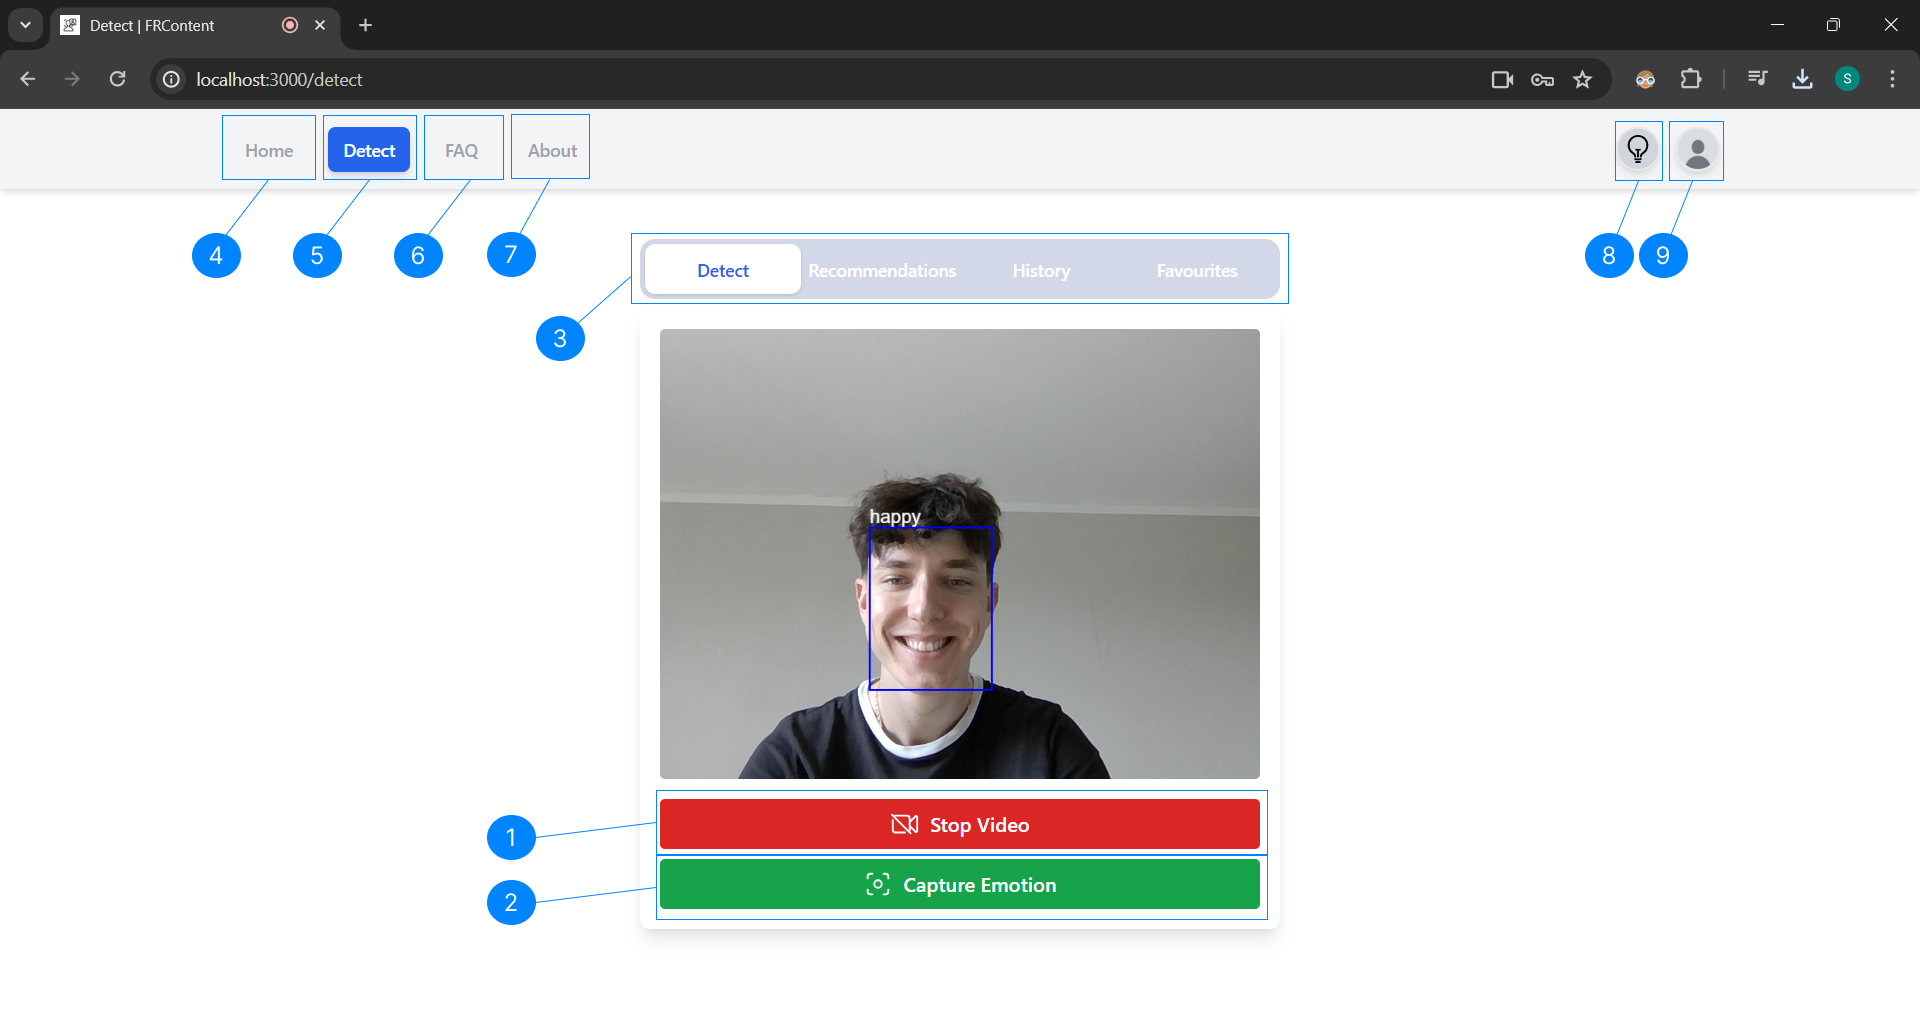 Detect | FRContent
localhost:3000/detect
S
Home
Detect
FAQ
About
4
5
6
7
8
9
Detect
Recommendations
History
Favourites
3
happy
1
Stop Video
2
Capture Emotion